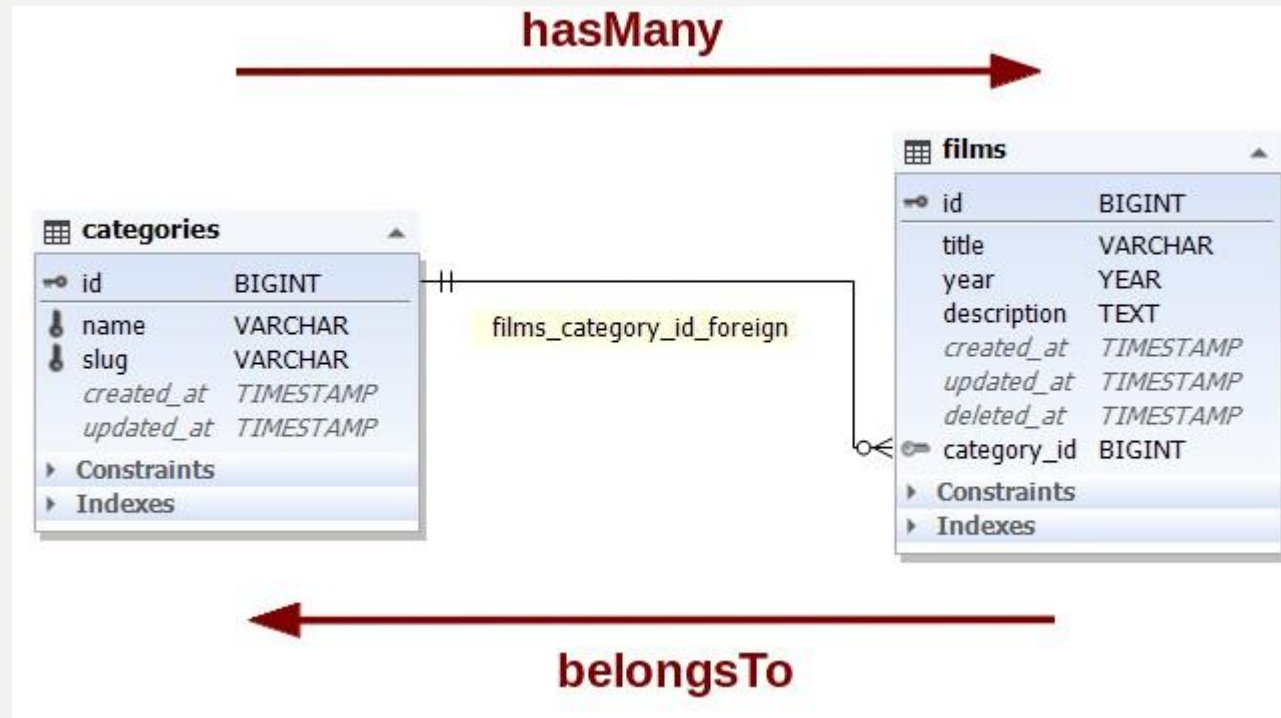 hasMany
categories
id BIGINT
name VARCHAR
slug VARCHAR
created_at TIMESTAMP
updated_at TIMESTAMP
Constraints
Indexes
films_category_id_foreign
films
id BIGINT
title VARCHAR
year YEAR
description TEXT
created_at TIMESTAMP
updated_at TIMESTAMP
deleted_at TIMESTAMP
category_id BIGINT
Constraints
Indexes
belongsTo